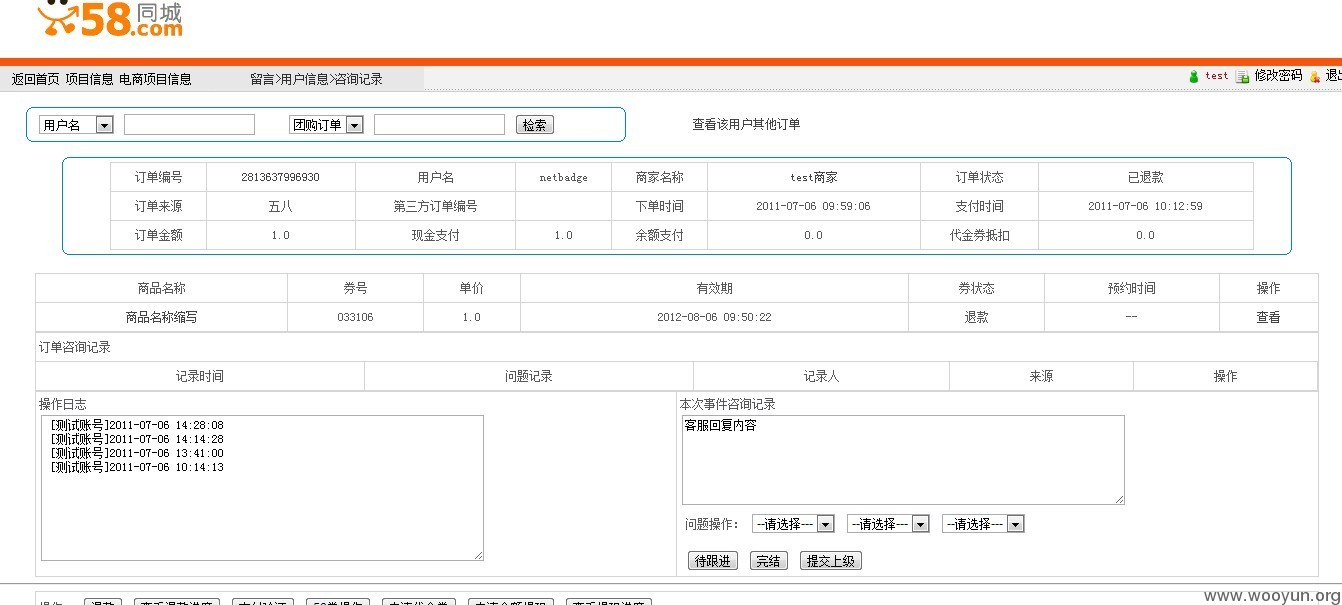 58同城.com
返回首页 项目信息 电商项目信息 留言>用户信息>咨询记录 test 修改密码 退出
用户名 团购订单 检索 查看该用户其他订单
订单编号 2813637996930 用户名 netbadge 商家名称 test商家 订单状态 已退款
订单来源 五八 第三方订单编号 下单时间 2011-07-06 09:59:06 支付时间 2011-07-06 10:12:59
订单金额 1.0 现金支付 1.0 余额支付 0.0 代金券抵扣 0.0
商品名称 券号 单价 有效期 券状态 预约时间 操作
商品名称缩写 033106 1.0 2012-08-06 09:50:22 退款 -- 查看
订单咨询记录
记录时间 问题记录 记录人 来源 操作
操作日志
[测试账号]2011-07-06 14:28:08
[测试账号]2011-07-06 14:14:28
[测试账号]2011-07-06 13:41:00
[测试账号]2011-07-06 10:14:13
本次事件咨询记录
客服回复内容
问题操作： --请选择--- --请选择--- --请选择---
待跟进 完结 提交上级
www.wooyun.org